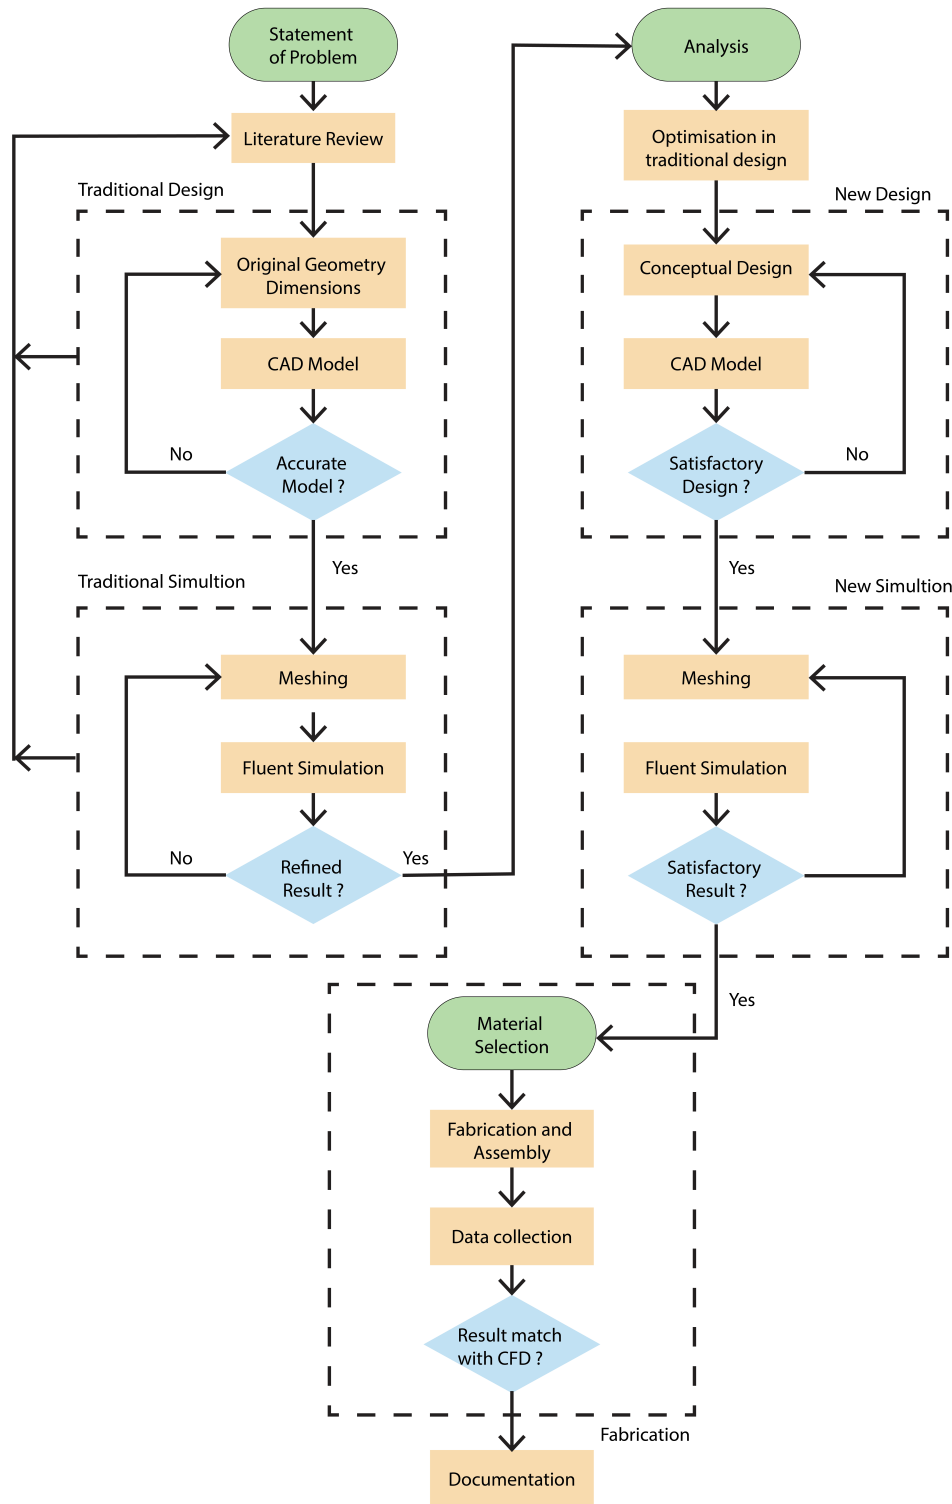 Statement
of Problem
Literature Review
Traditional Design
Original Geometry
Dimensions
CAD Model
No
Accurate
Model ?
Yes
Traditional Simultion
Meshing
Fluent Simulation
No
Refined
Result ?
Yes
Analysis
Optimisation in
traditional design
New Design
Conceptual Design
CAD Model
Satisfactory
Design ?
No
Yes
New Simultion
Meshing
Fluent Simulation
Satisfactory
Result ?
Yes
Material
Selection
Fabrication and
Assembly
Data collection
Result match
with CFD ?
Fabrication
Documentation